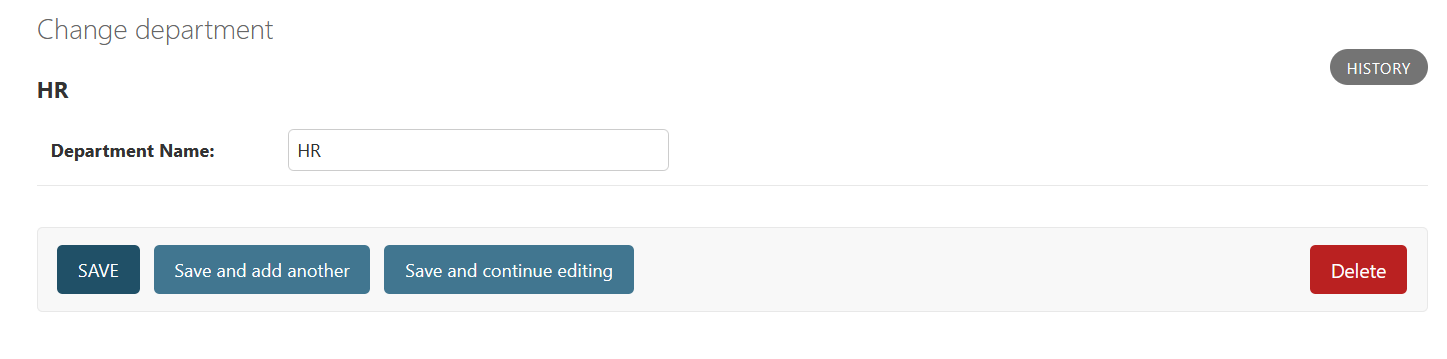 Change department
HISTORY
HR
Department Name:
HR
SAVE
Save and add another
Save and continue editing
Delete